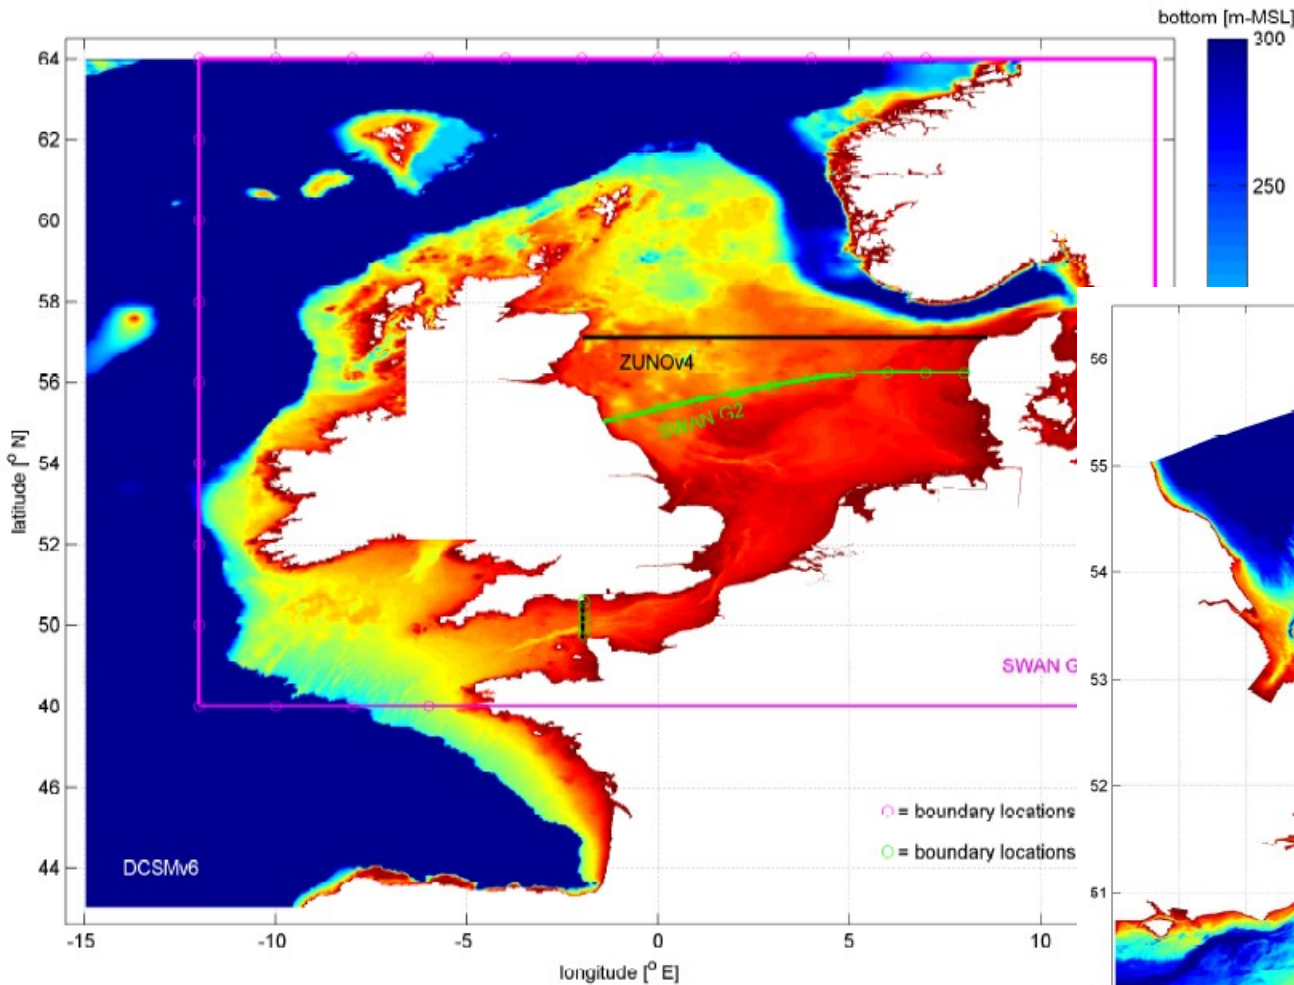 bottom [m-MSL]
300
250
64
62
60
58
56
54
52
50
40
46
44
latitude [° N]
ZUNOv4
SWAN G2
SWAN G
= boundary locations
= boundary locations
DCSMv6
-15
-10
-5
0
5
10
longitude [° E]
56
55
54
53
52
51